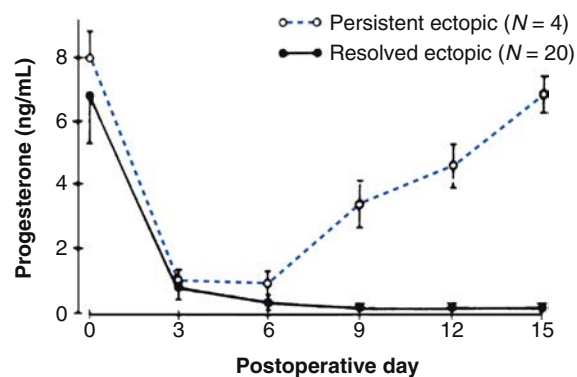 Persistent ectopic (N = 4)
Resolved ectopic (N = 20)
Progesterone (ng/mL)
8
6
4
2
0
0 3 6 9 12 15
Postoperative day